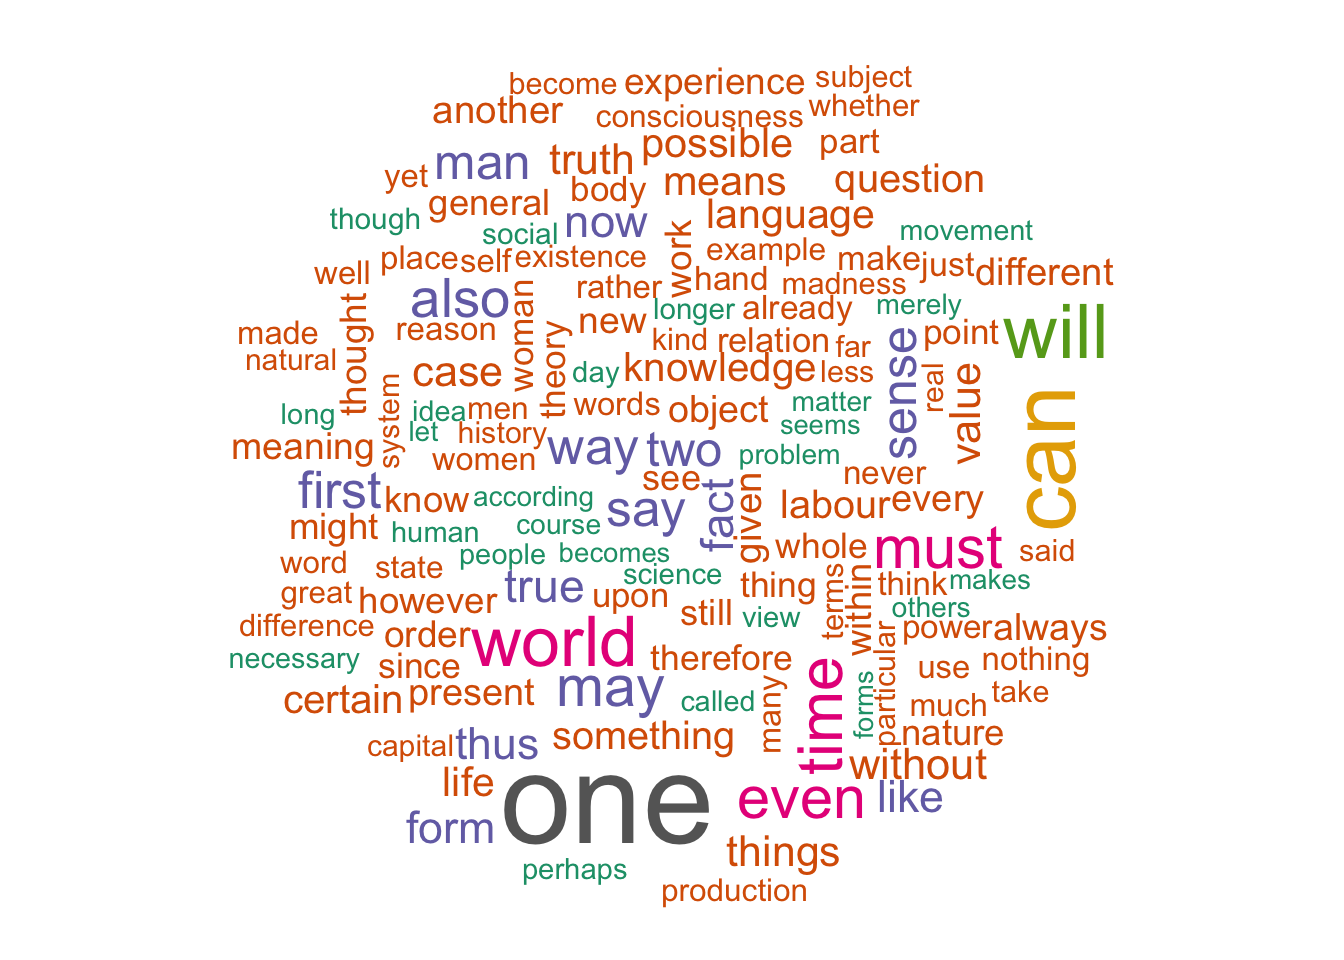 become experience subject
another consciousness whether
man truth possible part
yet body means question
general now language
though social work movement
well place self existence example make just different
also rather hand madness
thought woman new longer already merely will
made reason theory kind relation far sense point
natural case day knowledge less real value can
long system idea men words object matter
let history seems
meaning women way two problem
first know see never
according say fact given labour every
might human course whole must said
word state people becomes science
great however true upon thing terms within think makes
difference order world still view others power always
necessary since therefore particular use nothing
certain present may called many time forms much take
capital thus something nature
life one without
form even like
perhaps things
production